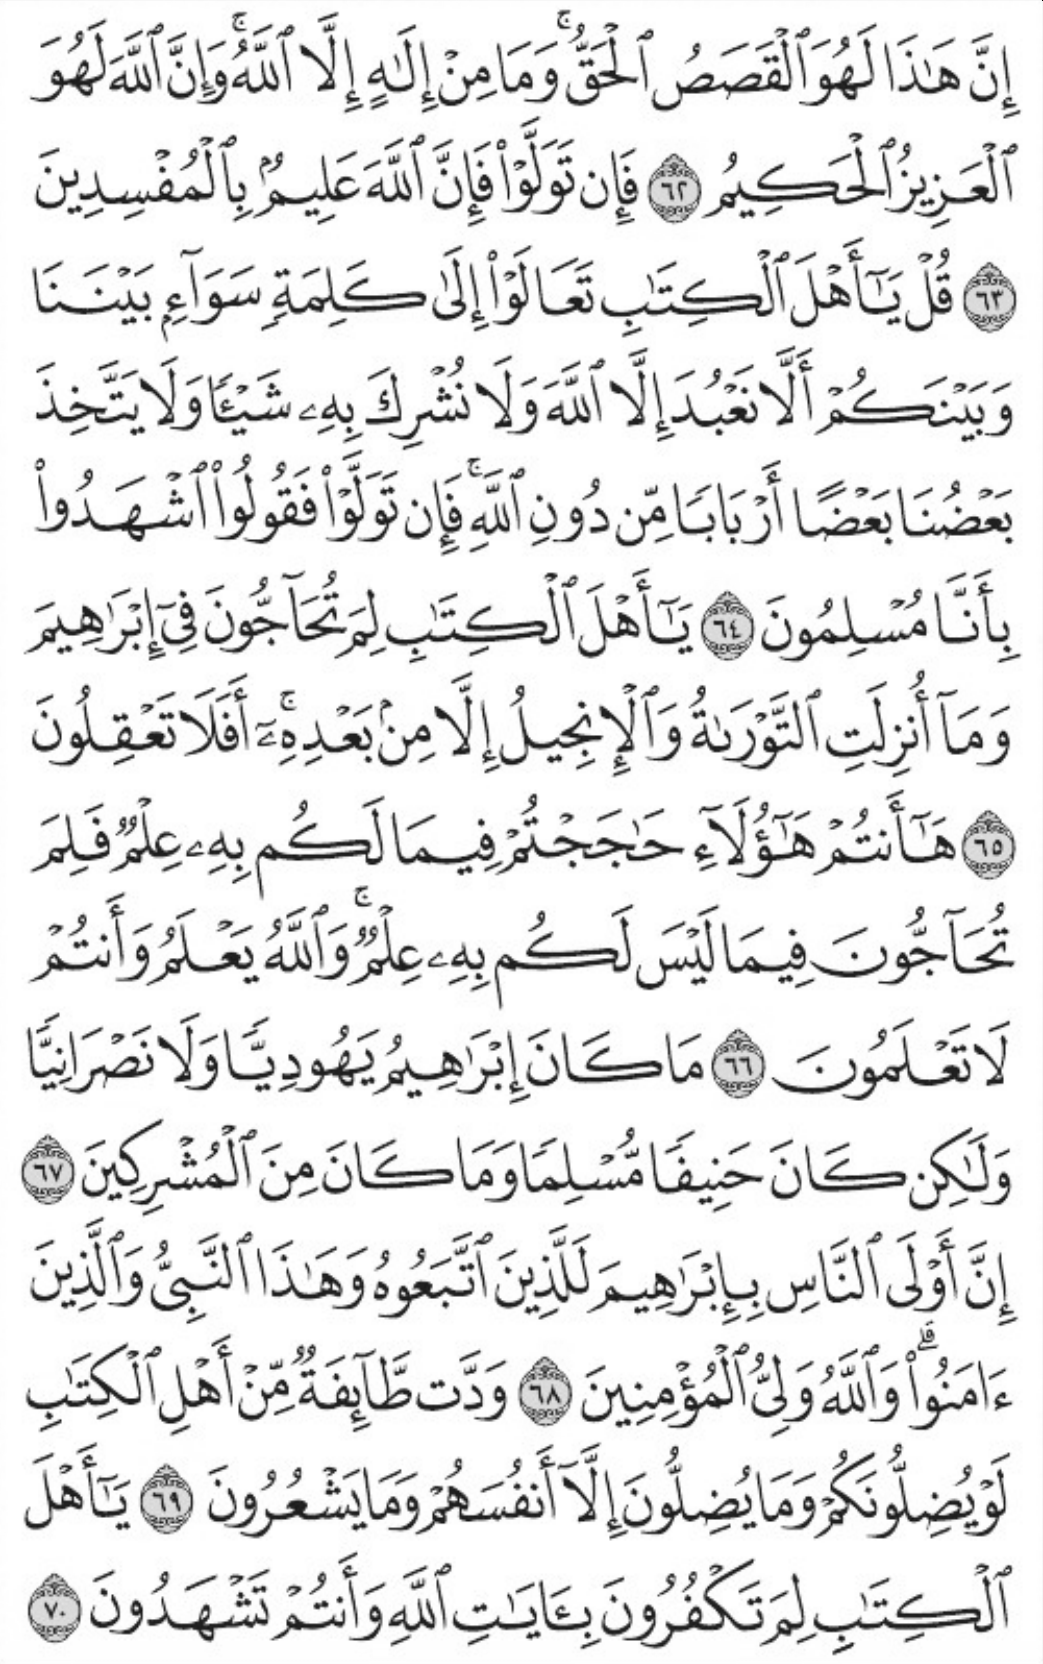 إِنَّ هَٰذَا لَهُوَ ٱلْقَصَصُ ٱلْحَقُّۚ وَمَا مِنْ إِلَٰهٍ إِلَّا ٱللَّهُۚ وَإِنَّ ٱللَّهَ لَهُوَ
ٱلْعَزِيزُ ٱلْحَكِيمُ ٦٢ فَإِن تَوَلَّوْا۟ فَإِنَّ ٱللَّهَ عَلِيمٌۢ بِٱلْمُفْسِدِينَ
٦٣ قُلْ يَٰٓأَهْلَ ٱلْكِتَٰبِ تَعَالَوْا۟ إِلَىٰ كَلِمَةٍ سَوَآءٍۭ بَيْنَنَا
وَبَيْنَكُمْ أَلَّا نَعْبُدَ إِلَّا ٱللَّهَ وَلَا نُشْرِكَ بِهِۦ شَيْـًٔا وَلَا يَتَّخِذَ
بَعْضُنَا بَعْضًا أَرْبَابًا مِّن دُونِ ٱللَّهِۚ فَإِن تَوَلَّوْا۟ فَقُولُوا۟ ٱشْهَدُوا۟
بِأَنَّا مُسْلِمُونَ ٦٤ يَٰٓأَهْلَ ٱلْكِتَٰبِ لِمَ تُحَآجُّونَ فِىٓ إِبْرَٰهِيمَ
وَمَآ أُنزِلَتِ ٱلتَّوْرَىٰةُ وَٱلْإِنجِيلُ إِلَّا مِنۢ بَعْدِهِۦٓۚ أَفَلَا تَعْقِلُونَ
٦٥ هَٰٓأَنتُمْ هَٰٓؤُلَآءِ حَٰجَجْتُمْ فِيمَا لَكُم بِهِۦ عِلْمٌ فَلِمَ
تُحَآجُّونَ فِيمَا لَيْسَ لَكُم بِهِۦ عِلْمٌۚ وَٱللَّهُ يَعْلَمُ وَأَنتُمْ
لَا تَعْلَمُونَ ٦٦ مَا كَانَ إِبْرَٰهِيمُ يَهُودِيًّا وَلَا نَصْرَانِيًّا
وَلَٰكِن كَانَ حَنِيفًا مُّسْلِمًا وَمَا كَانَ مِنَ ٱلْمُشْرِكِينَ ٦٧
إِنَّ أَوْلَى ٱلنَّاسِ بِإِبْرَٰهِيمَ لَلَّذِينَ ٱتَّبَعُوهُ وَهَٰذَا ٱلنَّبِىُّ وَٱلَّذِينَ
ءَامَنُوا۟ۗ وَٱللَّهُ وَلِىُّ ٱلْمُؤْمِنِينَ ٦٨ وَدَّت طَّآئِفَةٌ مِّنْ أَهْلِ ٱلْكِتَٰبِ
لَوْ يُضِلُّونَكُمْ وَمَا يُضِلُّونَ إِلَّآ أَنفُسَهُمْ وَمَا يَشْعُرُونَ ٦٩ يَٰٓأَهْلَ
ٱلْكِتَٰبِ لِمَ تَكْفُرُونَ بِـَٔايَٰتِ ٱللَّهِ وَأَنتُمْ تَشْهَدُونَ ٧٠